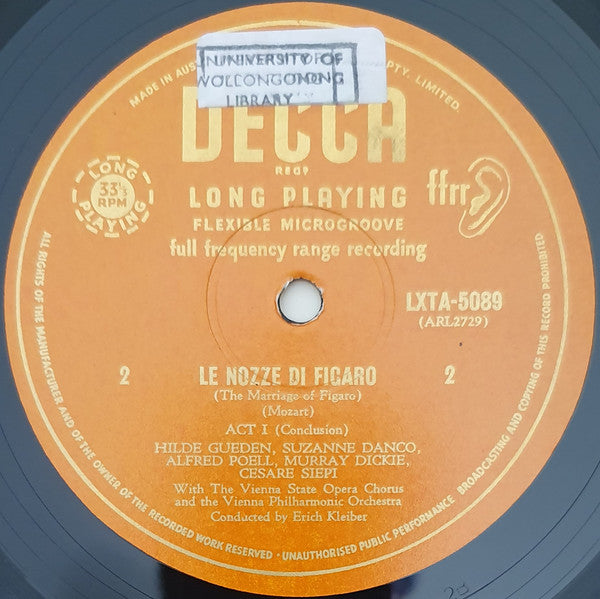 MADE IN AUST
PTY. LIMITED.
UNIVERSITY OF
WOLLONGONG
LIBRARY
DECCA
REGD
LONG PLAYING
FLEXIBLE MICROGROOVE
full frequency range recording
LONG
33⅓
RPM
PLAYING
ffrr
LXTA-5089
(ARL2729)
2 LE NOZZE DI FIGARO 2
(The Marriage of Figaro)
(Mozart)
ACT 1 (Conclusion)
HILDE GUEDEN, SUZANNE DANCO,
ALFRED POELL, MURRAY DICKIE,
CESARE SIEPI
With The Vienna State Opera Chorus
and the Vienna Philharmonic Orchestra
Conducted by Erich Kleiber
ALL RIGHTS OF THE MANUFACTURER AND OF THE OWNER OF THE RECORDED WORK RESERVED · UNAUTHORISED PUBLIC PERFORMANCE BROADCASTING AND COPYING OF THIS RECORD PROHIBITED